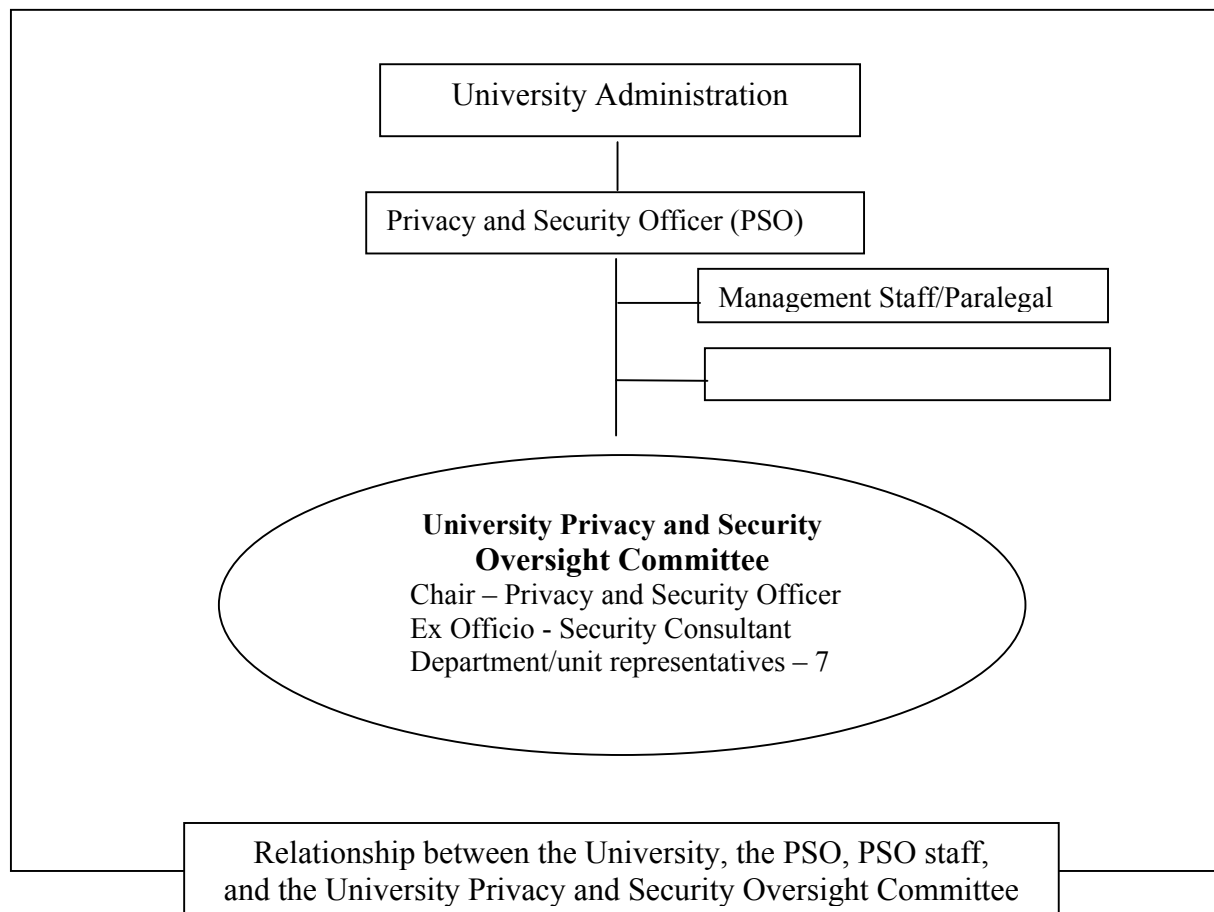 University Administration
Privacy and Security Officer (PSO)
Management Staff/Paralegal
University Privacy and Security
Oversight Committee
Chair – Privacy and Security Officer
Ex Officio - Security Consultant
Department/unit representatives – 7
Relationship between the University, the PSO, PSO staff,
and the University Privacy and Security Oversight Committee